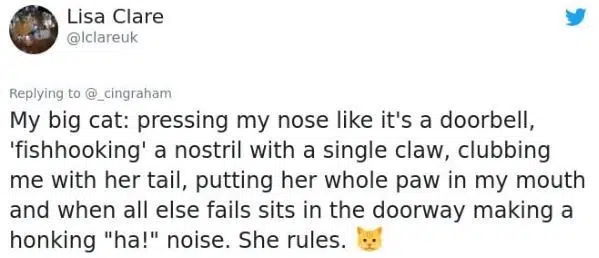 Lisa Clare
@lclareuk
Replying to @_cingraham
My big cat: pressing my nose like it's a doorbell,
'fishhooking' a nostril with a single claw, clubbing
me with her tail, putting her whole paw in my mouth
and when all else fails sits in the doorway making a
honking "ha!" noise. She rules. 🐱